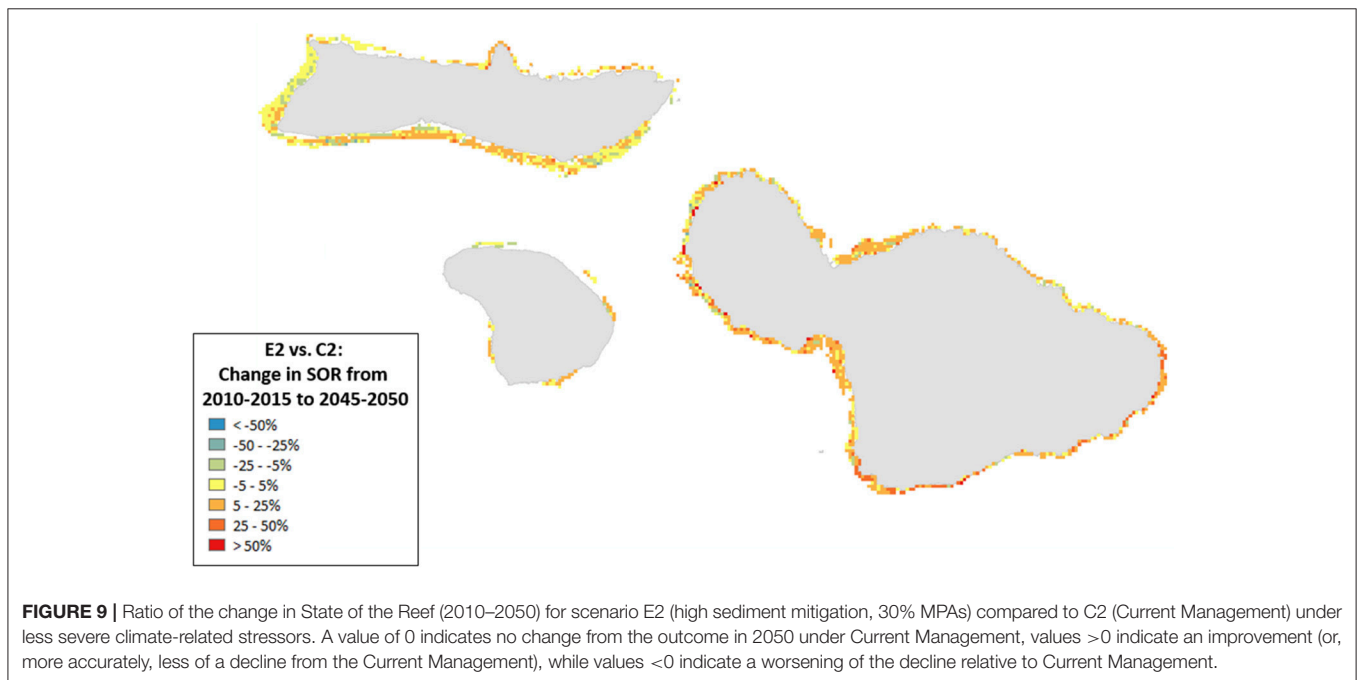 E2 vs. C2:
Change in SOR from
2010-2015 to 2045-2050
< -50%
-50 - -25%
-25 - -5%
-5 - 5%
5 - 25%
25 - 50%
> 50%
FIGURE 9 | Ratio of the change in State of the Reef (2010–2050) for scenario E2 (high sediment mitigation, 30% MPAs) compared to C2 (Current Management) under
less severe climate-related stressors. A value of 0 indicates no change from the outcome in 2050 under Current Management, values >0 indicate an improvement (or,
more accurately, less of a decline from the Current Management), while values <0 indicate a worsening of the decline relative to Current Management.